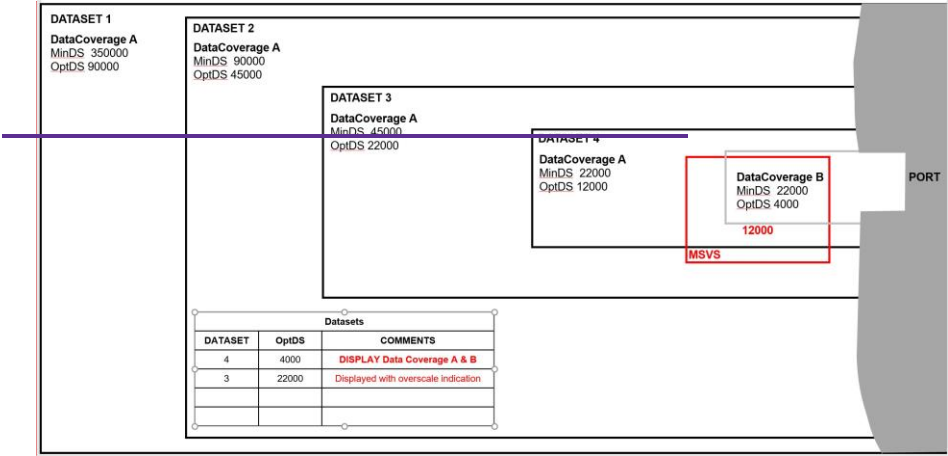 DATASET 1
DataCoverage A
MinDS 350000
OptDS 90000
DATASET 2
DataCoverage A
MinDS 90000
OptDS 45000
DATASET 3
DataCoverage A
MinDS 45000
OptDS 22000
DATASET 4
DataCoverage A
MinDS 22000
OptDS 12000
DataCoverage B
MinDS 22000
OptDS 4000
12000
MSVS
PORT
Datasets
DATASET OptDS COMMENTS
4 4000 DISPLAY Data Coverage A & B
3 22000 Displayed with overscale indication